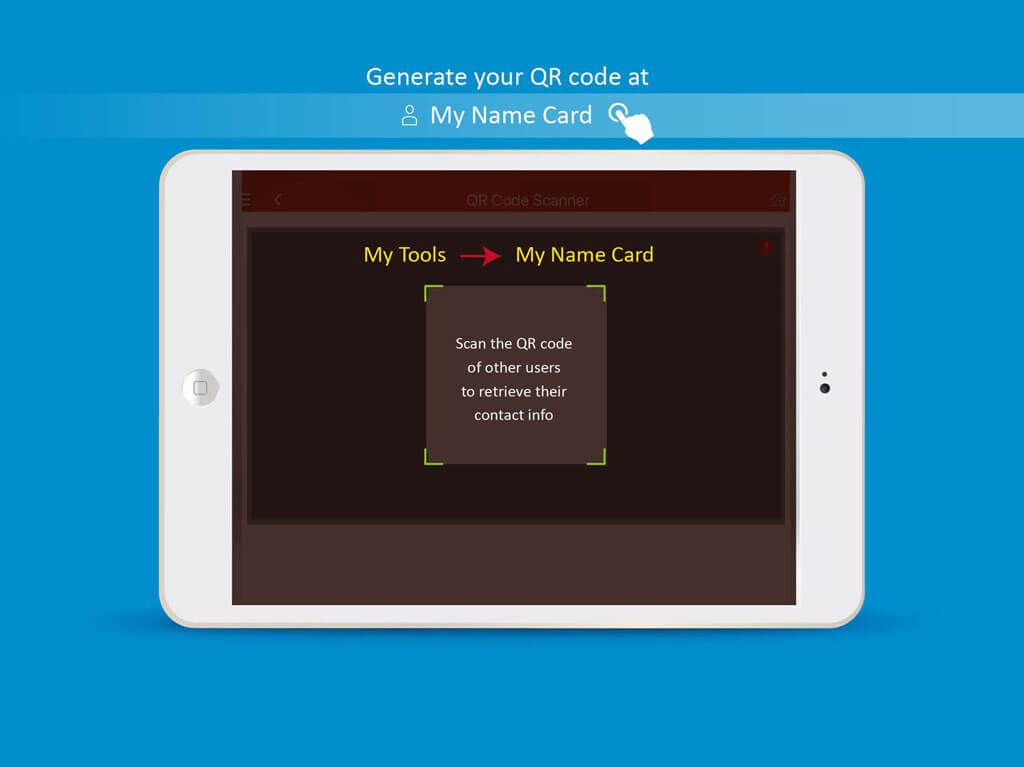 Generate your QR code at
My Name Card
QR Code Scanner
My Tools My Name Card
Scan the QR code
of other users
to retrieve their
contact info